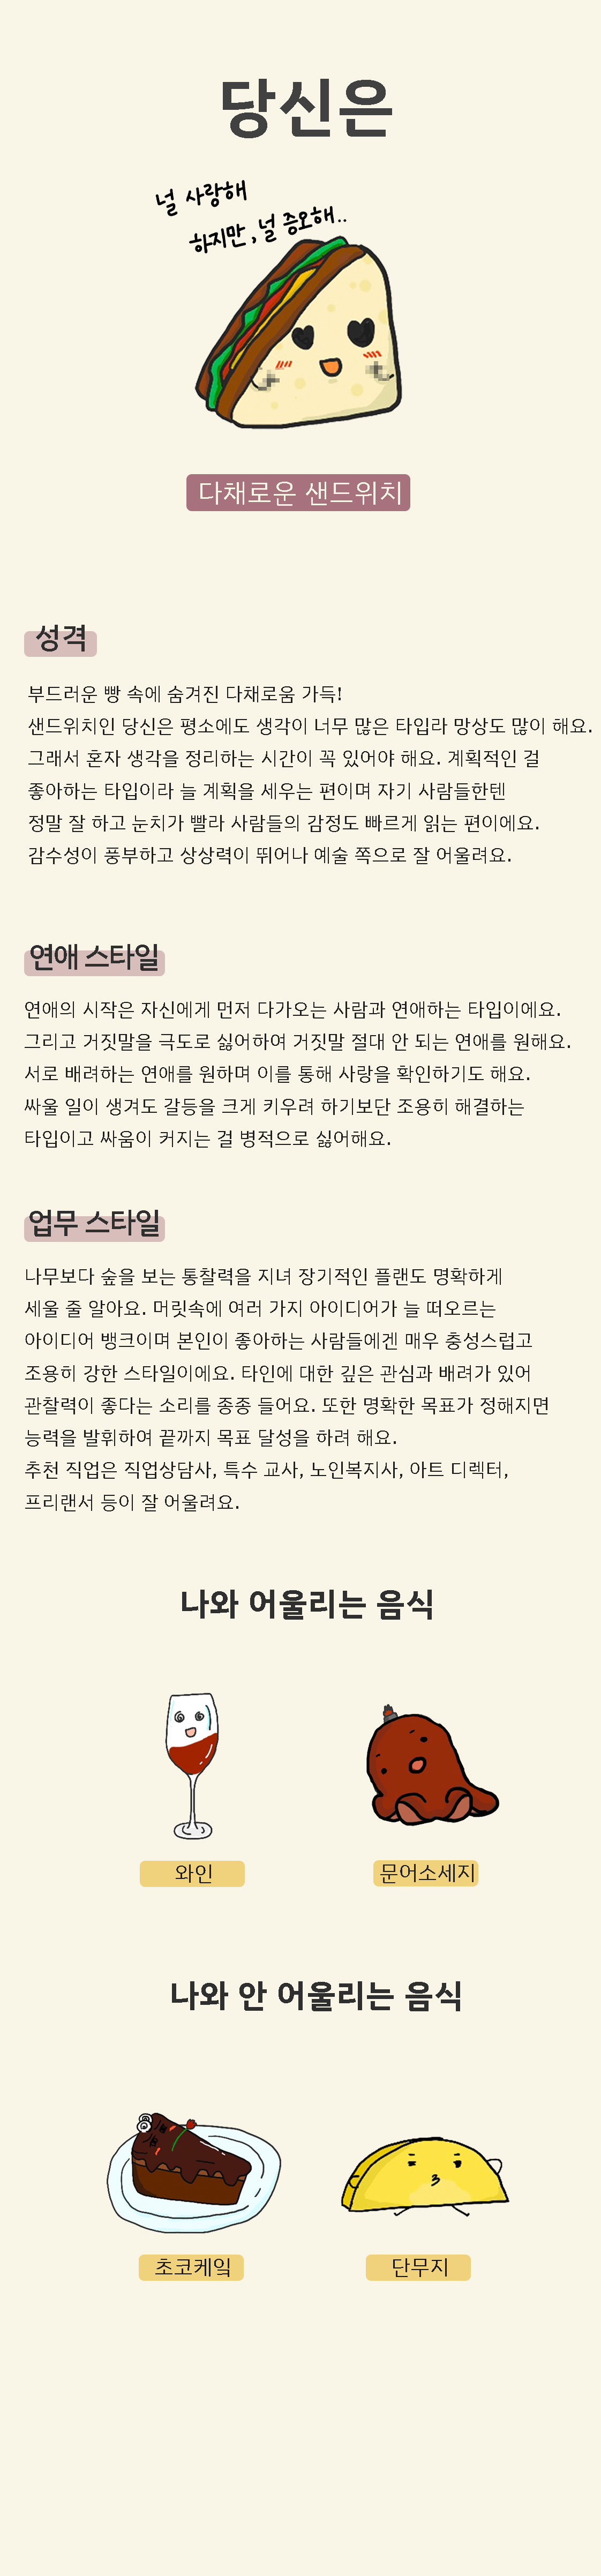 당신은
널 사랑해
하지만, 널 증오해..
다채로운 샌드위치
성격
부드러운 빵 속에 숨겨진 다채로움 가득!
샌드위치인 당신은 평소에도 생각이 너무 많은 타입라 망상도 많이 해요.
그래서 혼자 생각을 정리하는 시간이 꼭 있어야 해요. 계획적인 걸
좋아하는 타입이라 늘 계획을 세우는 편이며 자기 사람들한텐
정말 잘 하고 눈치가 빨라 사람들의 감정도 빠르게 읽는 편이에요.
감수성이 풍부하고 상상력이 뛰어나 예술 쪽으로 잘 어울려요.
연애 스타일
연애의 시작은 자신에게 먼저 다가오는 사람과 연애하는 타입이에요.
그리고 거짓말을 극도로 싫어하여 거짓말 절대 안 되는 연애를 원해요.
서로 배려하는 연애를 원하며 이를 통해 사랑을 확인하기도 해요.
싸울 일이 생겨도 갈등을 크게 키우려 하기보단 조용히 해결하는
타입이고 싸움이 커지는 걸 병적으로 싫어해요.
업무 스타일
나무보다 숲을 보는 통찰력을 지녀 장기적인 플랜도 명확하게
세울 줄 알아요. 머릿속에 여러 가지 아이디어가 늘 떠오르는
아이디어 뱅크이며 본인이 좋아하는 사람들에겐 매우 충성스럽고
조용히 강한 스타일이에요. 타인에 대한 깊은 관심과 배려가 있어
관찰력이 좋다는 소리를 종종 들어요. 또한 명확한 목표가 정해지면
능력을 발휘하여 끝까지 목표 달성을 하려 해요.
추천 직업은 직업상담사, 특수 교사, 노인복지사, 아트 디렉터,
프리랜서 등이 잘 어울려요.
나와 어울리는 음식
와인
문어소세지
나와 안 어울리는 음식
초코케잌
단무지